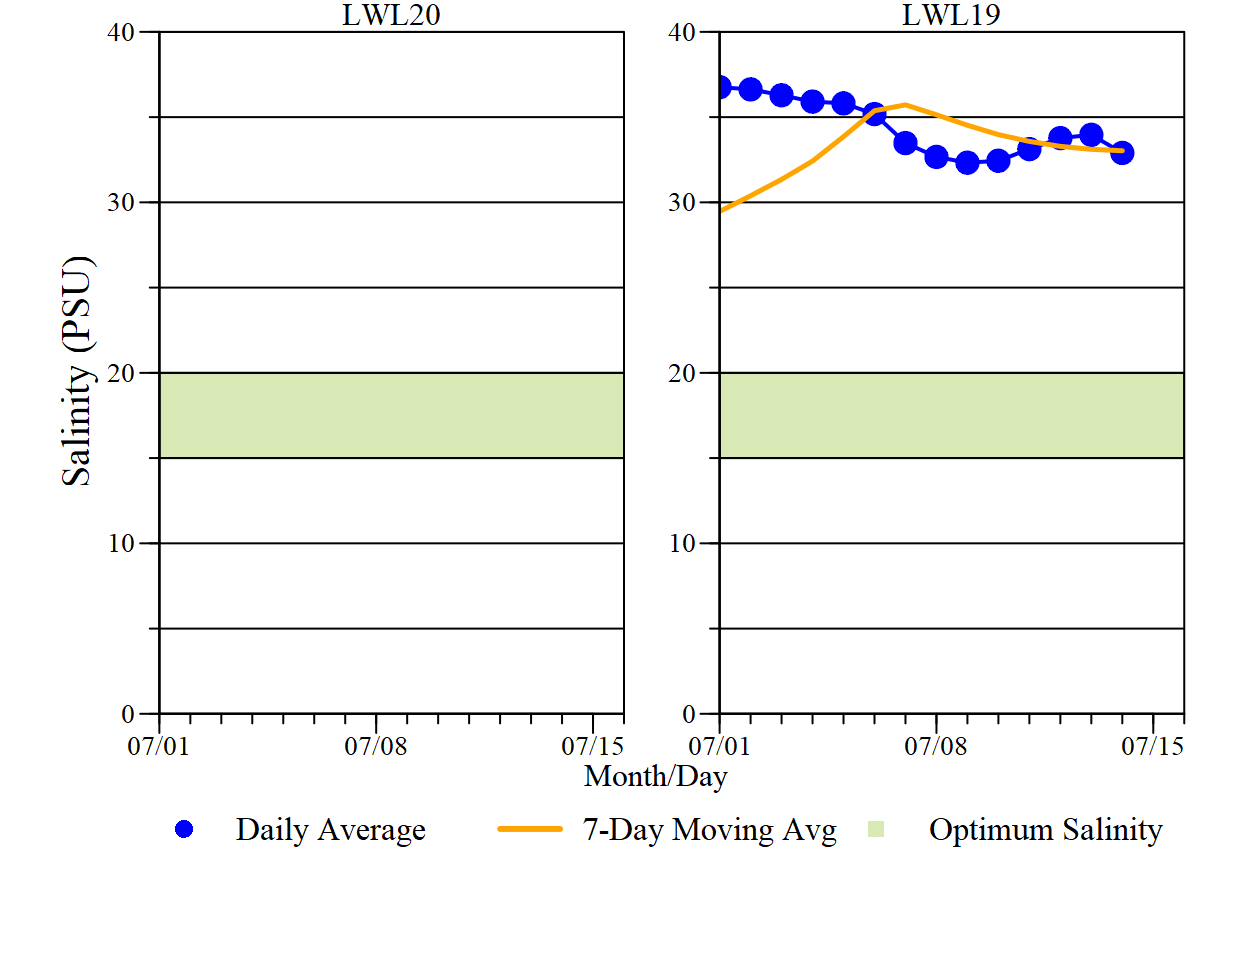 LWL20
LWL19
40
30
20
10
0
40
30
20
10
0
Salinity (PSU)
07/01
07/08
07/15
07/01
07/08
07/15
Month/Day
Daily Average
7-Day Moving Avg
Optimum Salinity